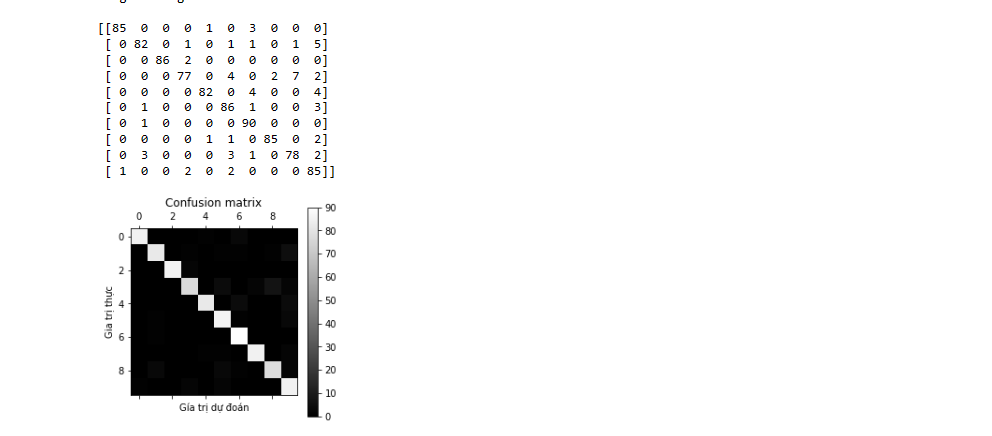 [[85 0 0 0 1 0 3 0 0 0]
[ 0 82 0 1 0 1 1 0 1 5]
[ 0 0 86 2 0 0 0 0 0 0]
[ 0 0 0 77 0 4 0 2 7 2]
[ 0 0 0 0 82 0 4 0 0 4]
[ 0 1 0 0 0 86 1 0 0 3]
[ 0 1 0 0 0 0 90 0 0 0]
[ 0 0 0 0 1 1 0 85 0 2]
[ 0 3 0 0 0 3 1 0 78 2]
[ 1 0 0 2 0 2 0 0 0 85]]
Confusion matrix
0 2 4 6 8
0
2
4
6
8
Gía trị thực
Gía trị dự đoán
90
80
70
60
50
40
30
20
10
0